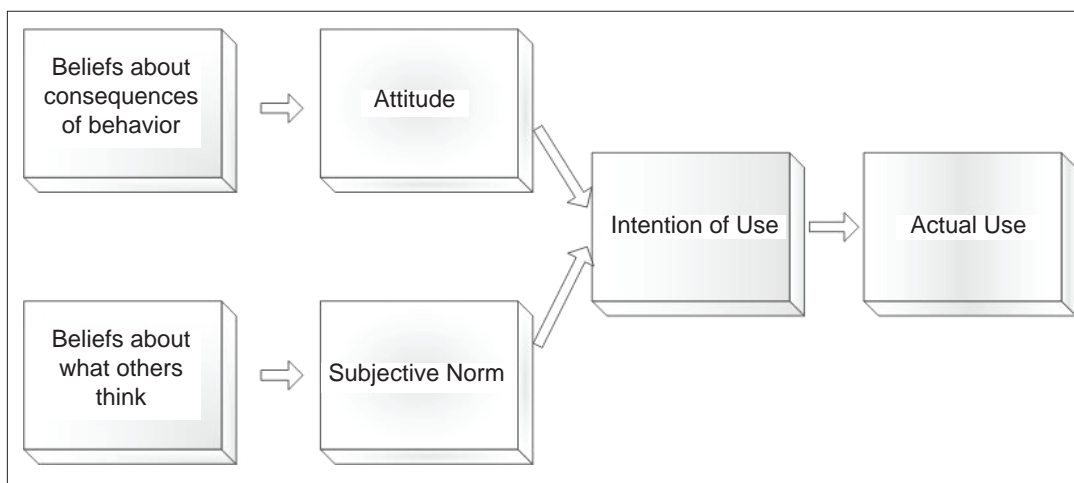 Beliefs about
consequences
of behavior
Attitude
Intention of Use
Actual Use
Beliefs about
what others
think
Subjective Norm